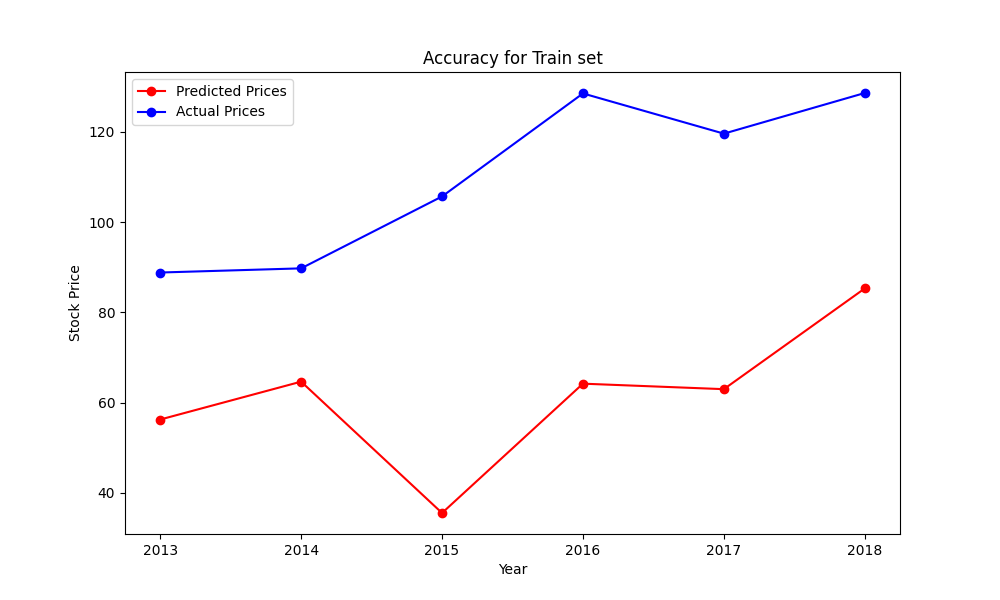 Accuracy for Train set
Predicted Prices
Actual Prices
120
100
80
60
40
Stock Price
2013 2014 2015 2016 2017 2018
Year